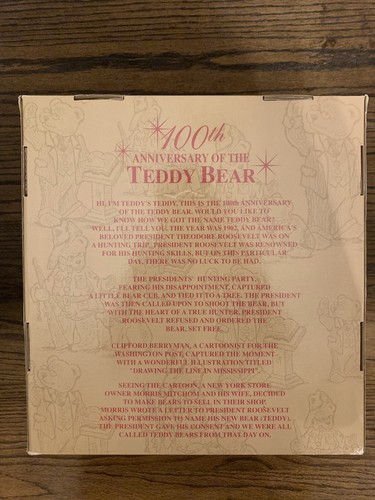 100th
ANNIVERSARY OF THE
TEDDY BEAR
HI, I'M TEDDY'S TEDDY, THIS IS THE 100th ANNIVERSARY
OF THE TEDDY BEAR. WOULD YOU LIKE TO
KNOW HOW WE GOT THE NAME TEDDY BEAR?
WELL, I'LL TELL YOU. THE YEAR WAS 1902, AND AMERICA'S
BELOVED PRESIDENT THEODORE ROOSEVELT WAS ON
A HUNTING TRIP. PRESIDENT ROOSEVELT WAS RENOWNED
FOR HIS HUNTING SKILLS, BUT ON THIS PARTICULAR
DAY, THERE WAS NO LUCK TO BE HAD.
THE PRESIDENTS' HUNTING PARTY,
FEARING HIS DISAPPOINTMENT, CAPTURED
A LITTLE BEAR CUB, AND TIED IT TO A TREE. THE PRESIDENT
WAS THEN CALLED UPON TO SHOOT THE BEAR, BUT
WITH THE HEART OF A TRUE HUNTER, PRESIDENT
ROOSEVELT REFUSED AND ORDERED THE
BEAR, SET FREE.
CLIFFORD BERRYMAN, A CARTOONIST FOR THE
WASHINGTON POST, CAPTURED THE MOMENT
WITH A WONDERFUL ILLUSTRATION TITLED
"DRAWING THE LINE IN MISSISSIPPI".
SEEING THE CARTOON, A NEW YORK STORE
OWNER MORRIS MITCHOM AND HIS WIFE, DECIDED
TO MAKE BEARS TO SELL IN THEIR SHOP.
MORRIS WROTE A LETTER TO PRESIDENT ROOSEVELT
ASKING PERMISSION TO NAME HIS NEW BEAR (TEDDY).
THE PRESIDENT GAVE HIS CONSENT AND WE WERE ALL
CALLED TEDDY BEARS FROM THAT DAY ON.